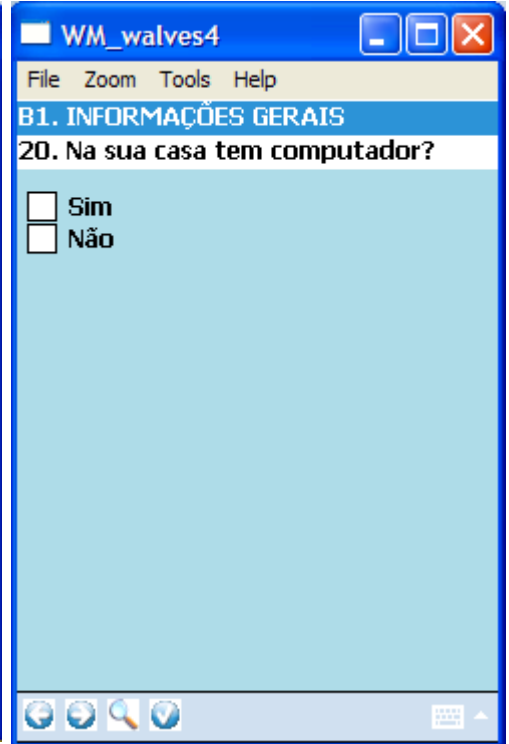 WM_walves4
File Zoom Tools Help
B1. INFORMAÇÕES GERAIS
20. Na sua casa tem computador?
Sim
Não